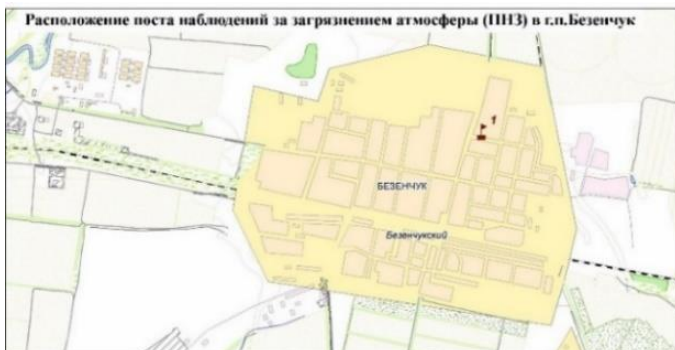 Расположение поста наблюдений за загрязнением атмосферы (ПНЗ) в г.п.Безенчук
1
БЕЗЕНЧУК
Безенчукский